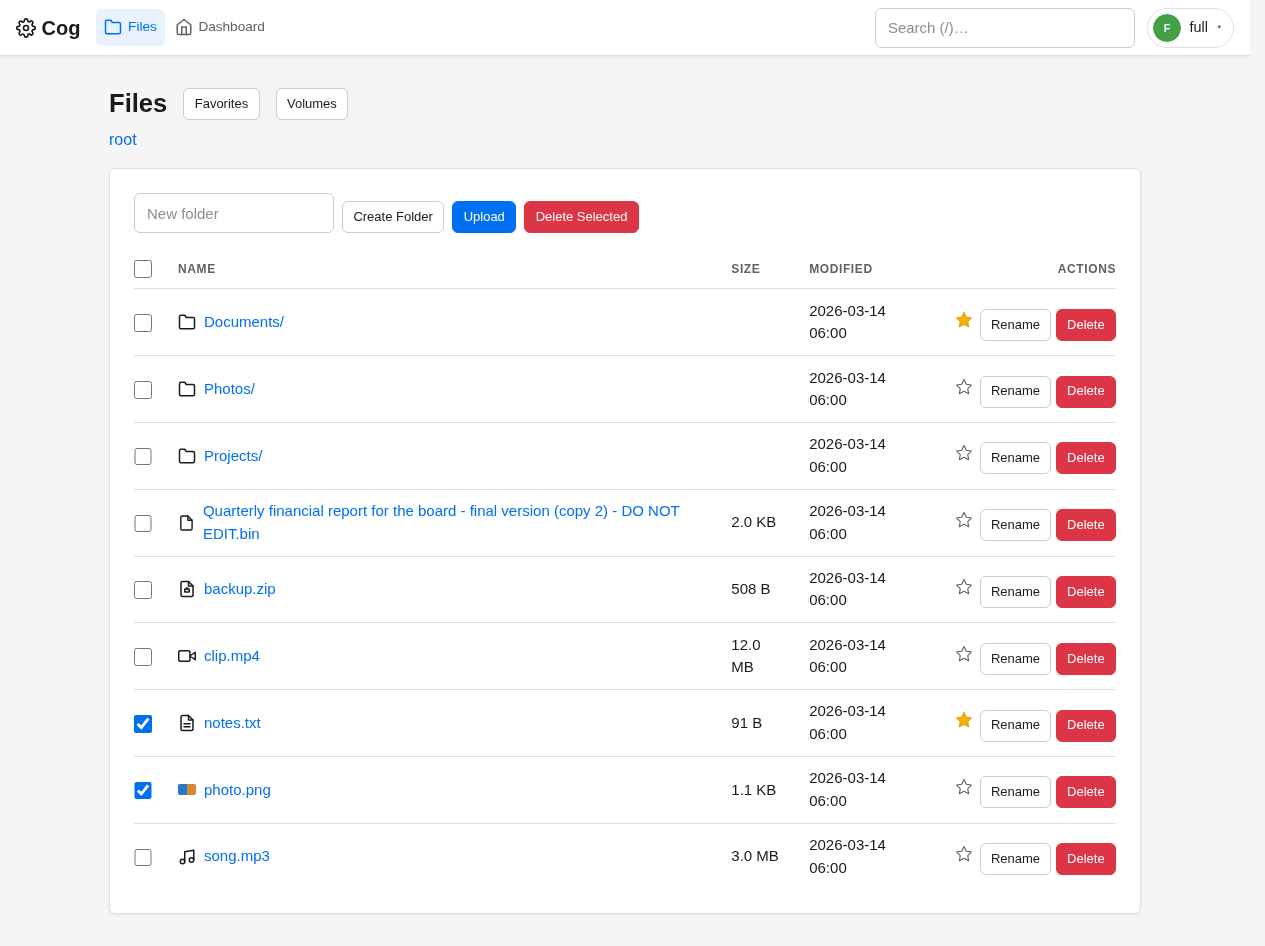 Cog Files Dashboard Search (/)… F full
Files Favorites Volumes
root
New folder Create Folder Upload Delete Selected
NAME SIZE MODIFIED ACTIONS
Documents/ 2026-03-14 06:00 Rename Delete
Photos/ 2026-03-14 06:00 Rename Delete
Projects/ 2026-03-14 06:00 Rename Delete
Quarterly financial report for the board - final version (copy 2) - DO NOT
EDIT.bin 2.0 KB 2026-03-14 06:00 Rename Delete
backup.zip 508 B 2026-03-14 06:00 Rename Delete
clip.mp4 12.0 MB 2026-03-14 06:00 Rename Delete
notes.txt 91 B 2026-03-14 06:00 Rename Delete
photo.png 1.1 KB 2026-03-14 06:00 Rename Delete
song.mp3 3.0 MB 2026-03-14 06:00 Rename Delete